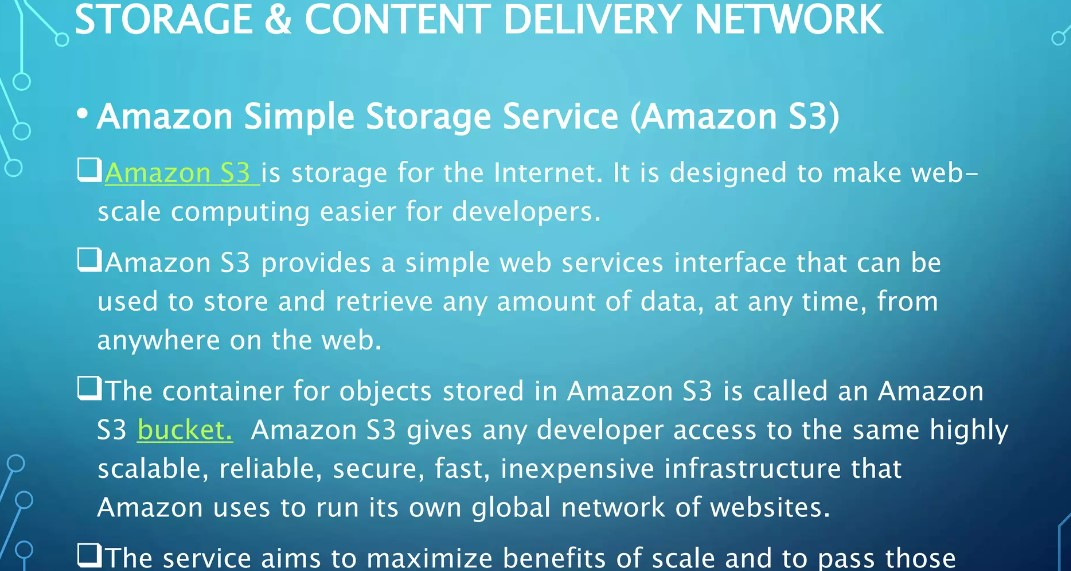 STORAGE & CONTENT DELIVERY NETWORK
• Amazon Simple Storage Service (Amazon S3)
❑Amazon S3 is storage for the Internet. It is designed to make web-
scale computing easier for developers.
❑Amazon S3 provides a simple web services interface that can be
used to store and retrieve any amount of data, at any time, from
anywhere on the web.
❑The container for objects stored in Amazon S3 is called an Amazon
S3 bucket.  Amazon S3 gives any developer access to the same highly
scalable, reliable, secure, fast, inexpensive infrastructure that
Amazon uses to run its own global network of websites.
❑The service aims to maximize benefits of scale and to pass those